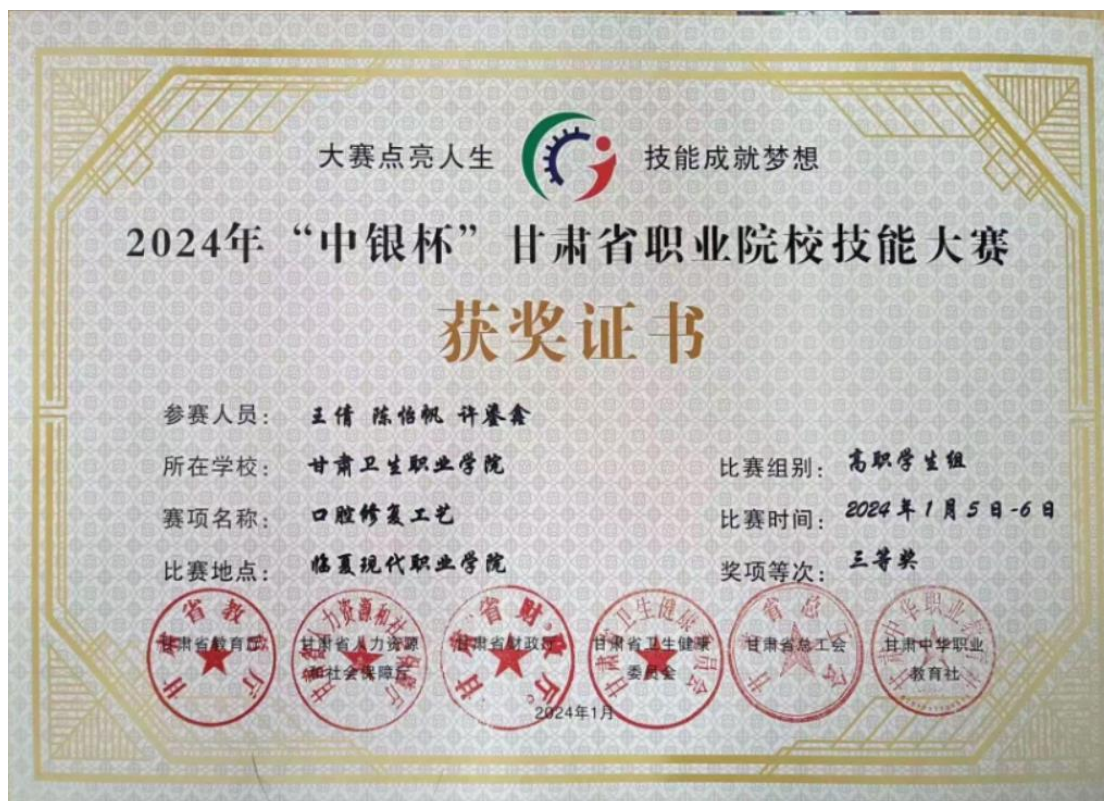 大赛点亮人生 技能成就梦想
2024年“中银杯”甘肃省职业院校技能大赛
获奖证书
参赛人员: 王倩 陈怡帆 许鎏鑫
所在学校: 甘肃卫生职业学院
比赛组别: 高职学生组
赛项名称: 口腔修复工艺
比赛时间: 2024年1月5日-6日
比赛地点: 临夏现代职业学院
奖项等次: 三等奖
甘肃省教育厅
甘肃省人力资源
和社会保障厅
甘肃省财政厅
甘肃省卫生健康
委员会
甘肃省总工会
甘肃中华职业
教育社
2024年1月